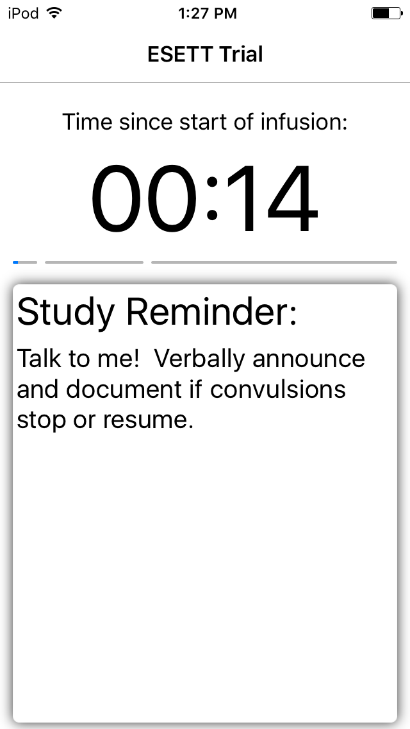 iPod 1:27 PM
ESETT Trial
Time since start of infusion:
00:14
Study Reminder:
Talk to me!  Verbally announce
and document if convulsions
stop or resume.